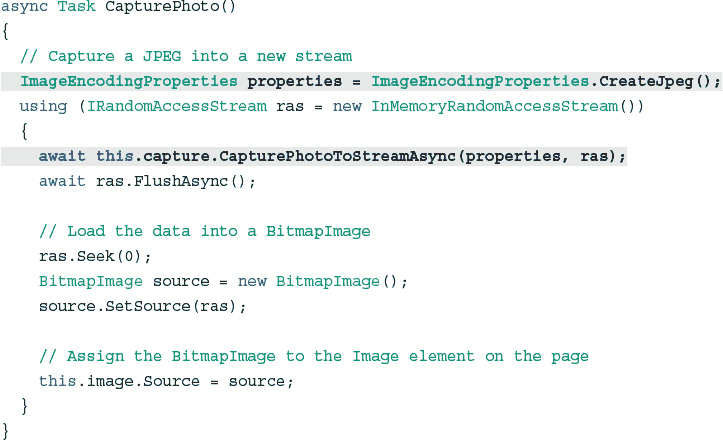 async Task CapturePhoto()
{
  // Capture a JPEG into a new stream
  ImageEncodingProperties properties = ImageEncodingProperties.CreateJpeg();
  using (IRandomAccessStream ras = new InMemoryRandomAccessStream())
  {
    await this.capture.CapturePhotoToStreamAsync(properties, ras);
    await ras.FlushAsync();

    // Load the data into a BitmapImage
    ras.Seek(0);
    BitmapImage source = new BitmapImage();
    source.SetSource(ras);

    // Assign the BitmapImage to the Image element on the page
    this.image.Source = source;
  }
}